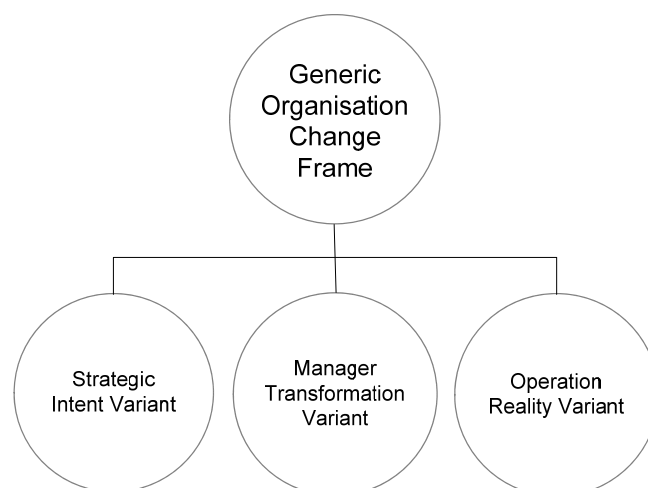 Generic
Organisation
Change
Frame
Strategic
Intent Variant
Manager
Transformation
Variant
Operation
Reality Variant